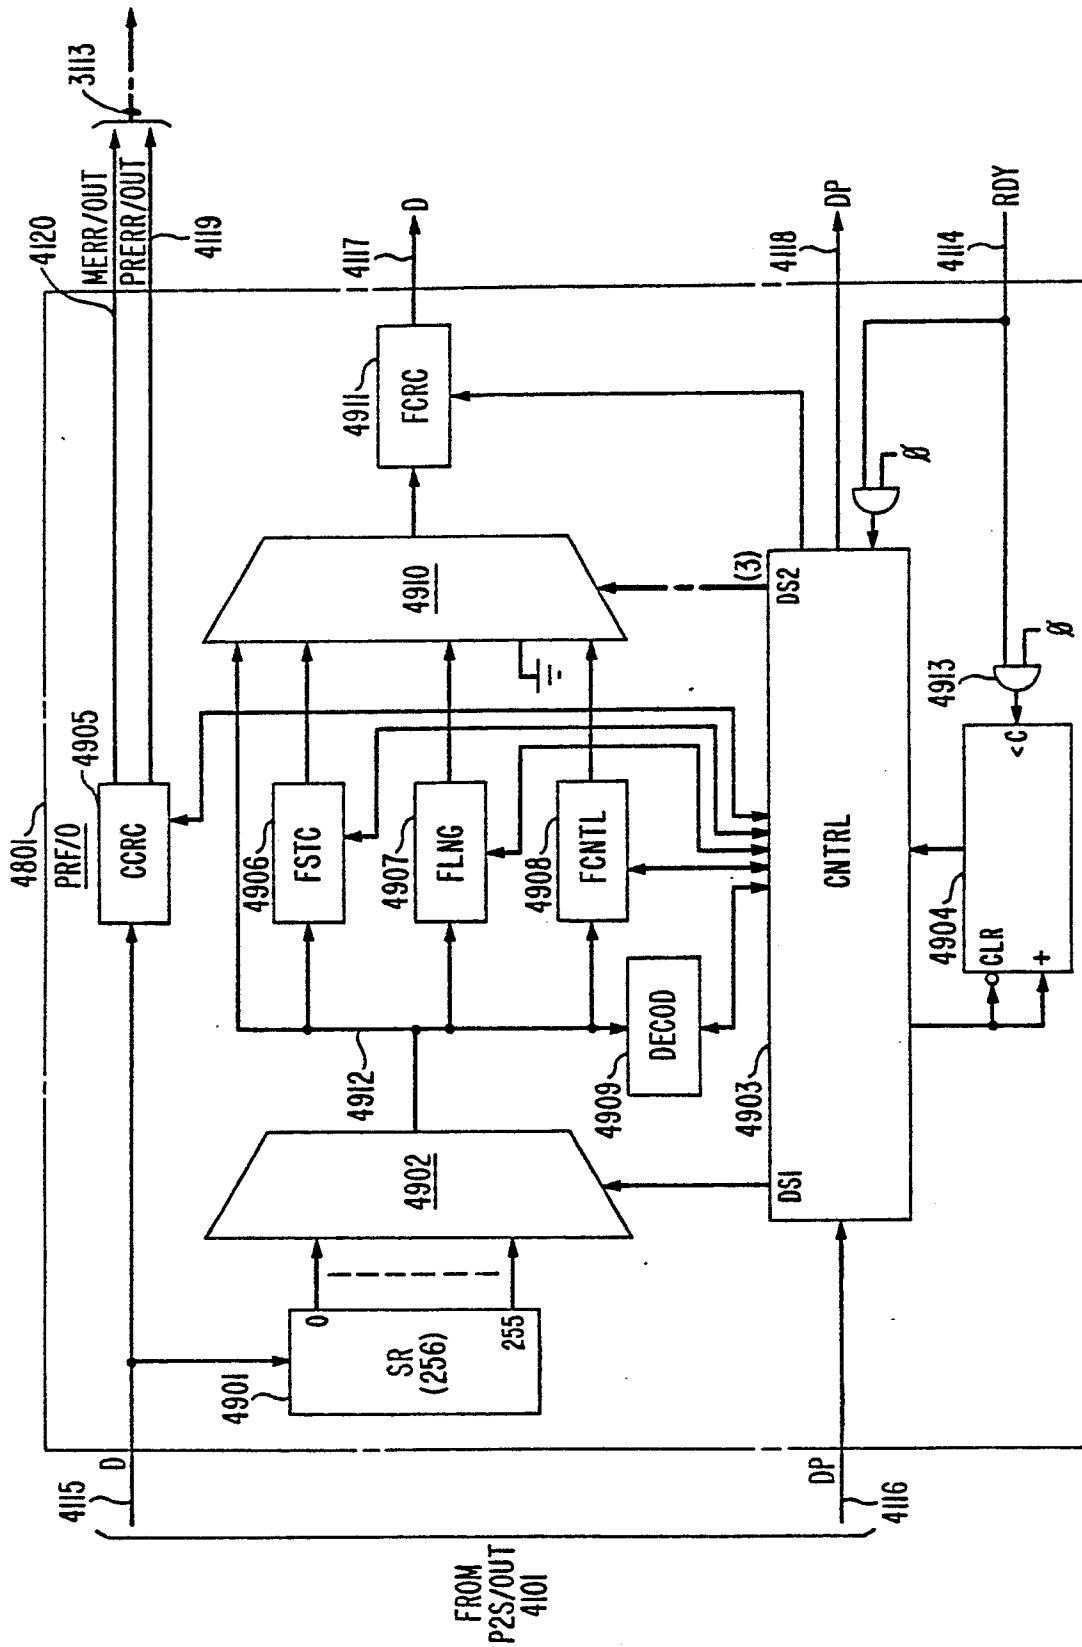 3113
MERR/OUT
PRERR/OUT
4120
4119
4801
PRF/O
4905
CCRC
D
4115
4901
SR
(256)
0
255
4902
4912
4906
FSTC
4907
FLNG
4908
FCNTL
4909
DECOD
4910
4911
FCRC
4117
D
(3)
DS2
DS1
4903
CNTRL
4118
DP
4114
RDY
Ø
Ø
4913
4904
CLR
+
<C
DP
4116
FROM
P2S/OUT
4101